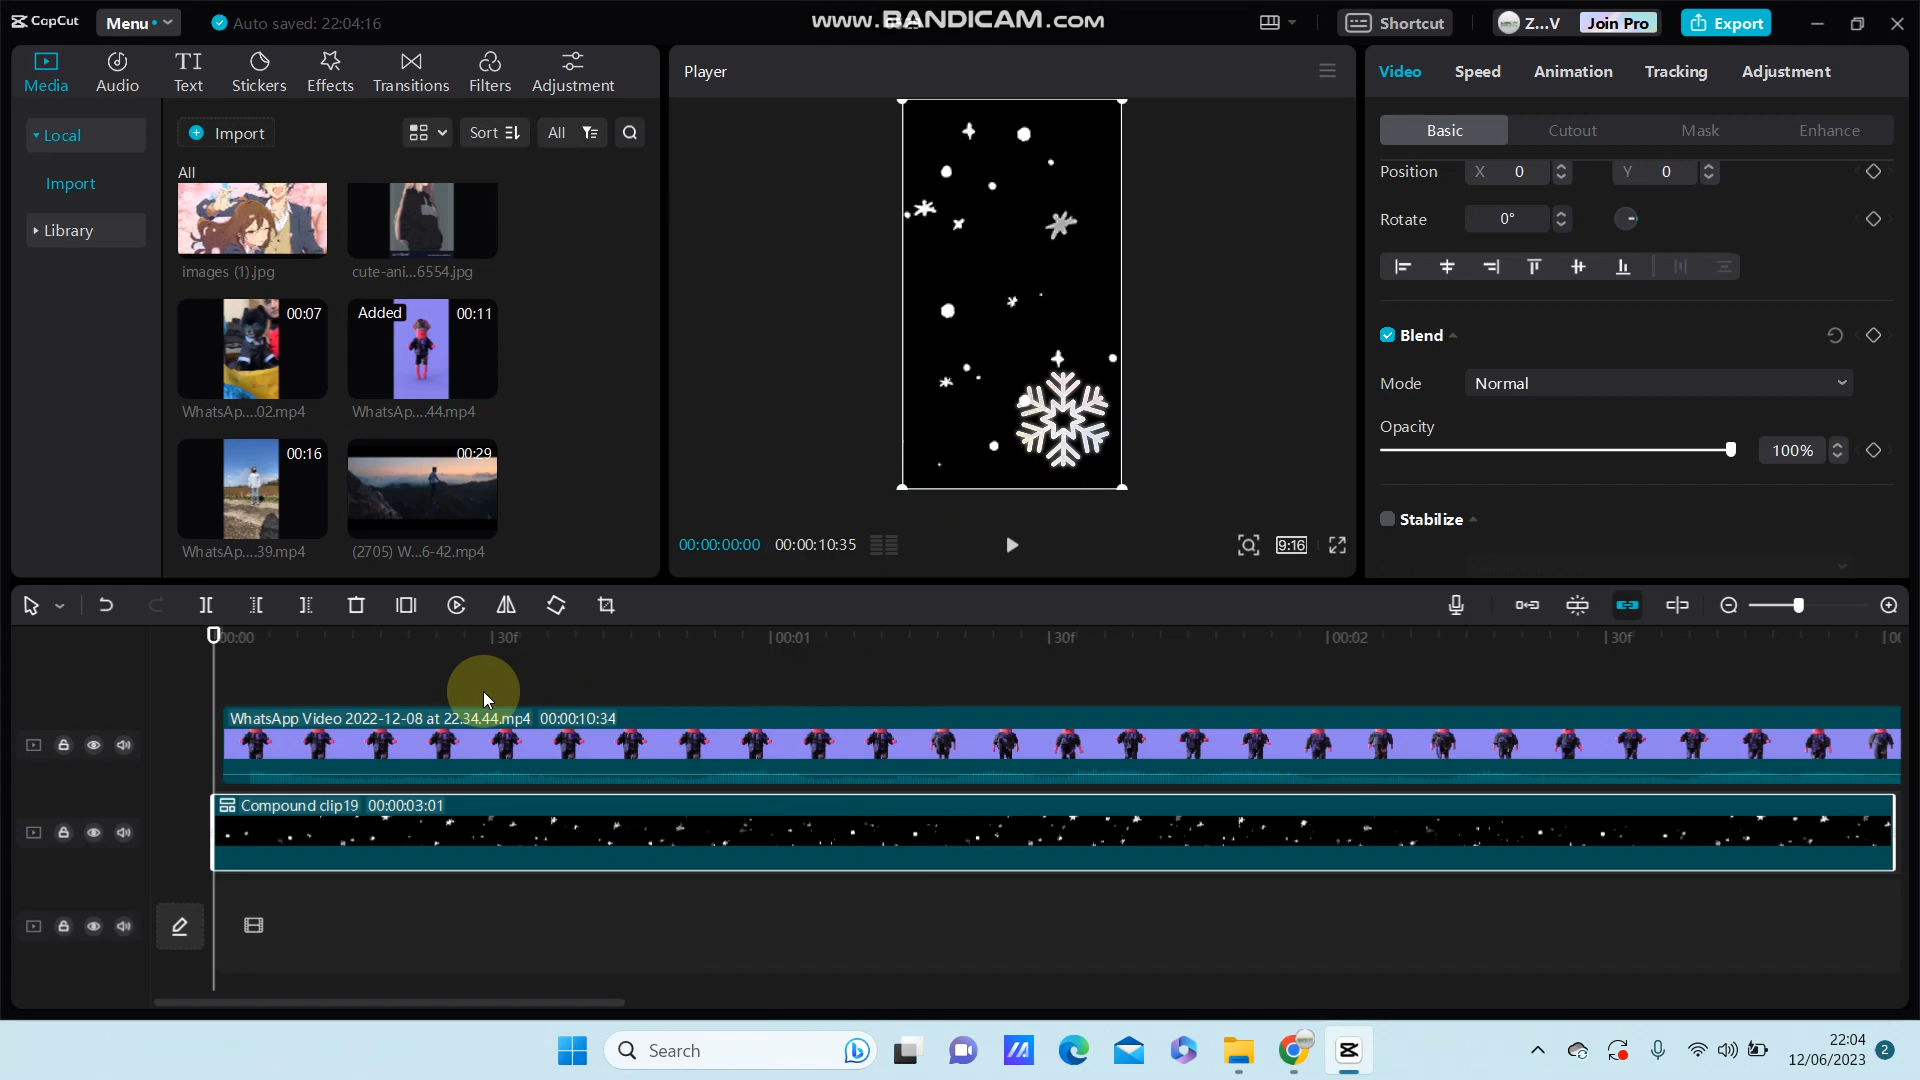 CapCut
Menu
Auto saved: 22:04:16
www.BANDICAM.com
Shortcut
Z...V
Join Pro
Export
Media
Audio
Text
Stickers
Effects
Transitions
Filters
Adjustment
Player
Video
Speed
Animation
Tracking
Adjustment
Local
Import
Library
Import
Sort
All
All
images (1).jpg
cute-ani...6554.jpg
00:07
Added
00:11
WhatsAp....02.mp4
WhatsAp....44.mp4
00:16
00:29
WhatsAp....39.mp4
(2705) W...6-42.mp4
00:00:00:00
00:00:10:35
9:16
Basic
Cutout
Mask
Enhance
Position
X
0
Y
0
Rotate
0°
Blend
Mode
Normal
Opacity
100%
Stabilize
00:00
30f
00:01
30f
00:02
30f
WhatsApp Video 2022-12-08 at 22.34.44.mp4
00:00:10:34
Compound clip19
00:00:03:01
Search
22:04
12/06/2023
2